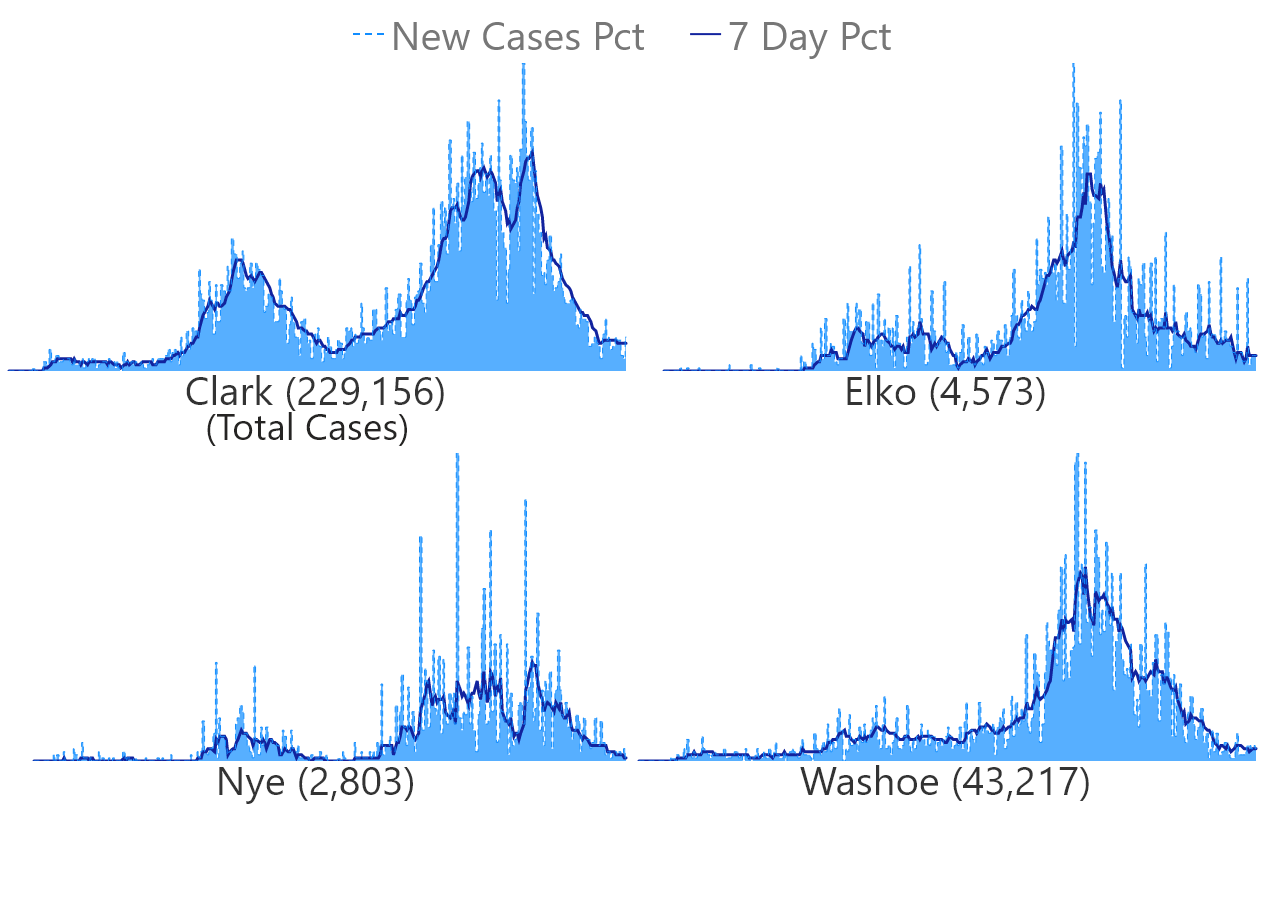 New Cases Pct 7 Day Pct
Clark (229,156) Elko (4,573)
(Total Cases)
Nye (2,803) Washoe (43,217)